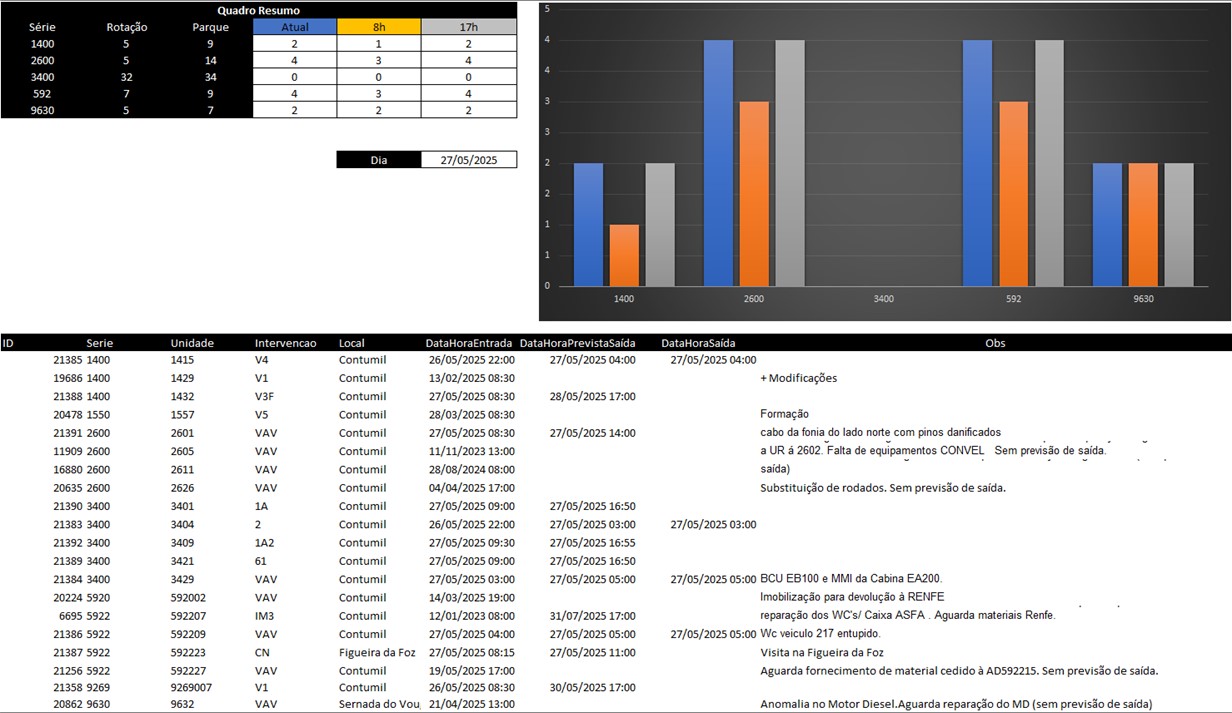 Quadro Resumo
Série Rotação Parque Atual 8h 17h
1400 5 9 2 1 2
2600 5 14 4 3 4
3400 32 34 0 0 0
592 7 9 4 3 4
9630 5 7 2 2 2
Dia 27/05/2025
5
4
4
3
3
2
2
1
1
0
1400 2600 3400 592 9630
ID Serie Unidade Intervencao Local DataHoraEntrada DataHoraPrevistaSaída DataHoraSaída Obs
21385 1400 1415 V4 Contumil 26/05/2025 22:00 27/05/2025 04:00 27/05/2025 04:00
19686 1400 1429 V1 Contumil 13/02/2025 08:30 + Modificações
21388 1400 1432 V3F Contumil 27/05/2025 08:30 28/05/2025 17:00
20478 1550 1557 V5 Contumil 28/03/2025 08:30 Formação
21391 2600 2601 VAV Contumil 27/05/2025 08:30 27/05/2025 14:00 cabo da fonia do lado norte com pinos danificados
11909 2600 2605 VAV Contumil 11/11/2023 13:00 a UR á 2602. Falta de equipamentos CONVEL Sem previsão de saída.
16880 2600 2611 VAV Contumil 28/08/2024 08:00 saída)
20635 2600 2626 VAV Contumil 04/04/2025 17:00 Substituição de rodados. Sem previsão de saída.
21390 3400 3401 1A Contumil 27/05/2025 09:00 27/05/2025 16:50
21383 3400 3404 2 Contumil 26/05/2025 22:00 27/05/2025 03:00 27/05/2025 03:00
21392 3400 3409 1A2 Contumil 27/05/2025 09:30 27/05/2025 16:55
21389 3400 3421 61 Contumil 27/05/2025 09:00 27/05/2025 16:50
21384 3400 3429 VAV Contumil 27/05/2025 03:00 27/05/2025 05:00 27/05/2025 05:00 BCU EB100 e MMI da Cabina EA200.
20224 5920 592002 VAV Contumil 14/03/2025 19:00 Imobilização para devolução à RENFE
6695 5922 592207 IM3 Contumil 12/01/2023 08:00 31/07/2025 17:00 reparação dos WC's/ Caixa ASFA . Aguarda materiais Renfe.
21386 5922 592209 VAV Contumil 27/05/2025 04:00 27/05/2025 05:00 27/05/2025 05:00 Wc veiculo 217 entupido.
21387 5922 592223 CN Figueira da Foz 27/05/2025 08:15 27/05/2025 11:00 Visita na Figueira da Foz
21256 5922 592227 VAV Contumil 19/05/2025 17:00 Aguarda fornecimento de material cedido à AD592215. Sem previsão de saída.
21358 9269 9269007 V1 Contumil 26/05/2025 08:30 30/05/2025 17:00
20862 9630 9632 VAV Sernada do Vou 21/04/2025 13:00 Anomalia no Motor Diesel.Aguarda reparação do MD (sem previsão de saída)